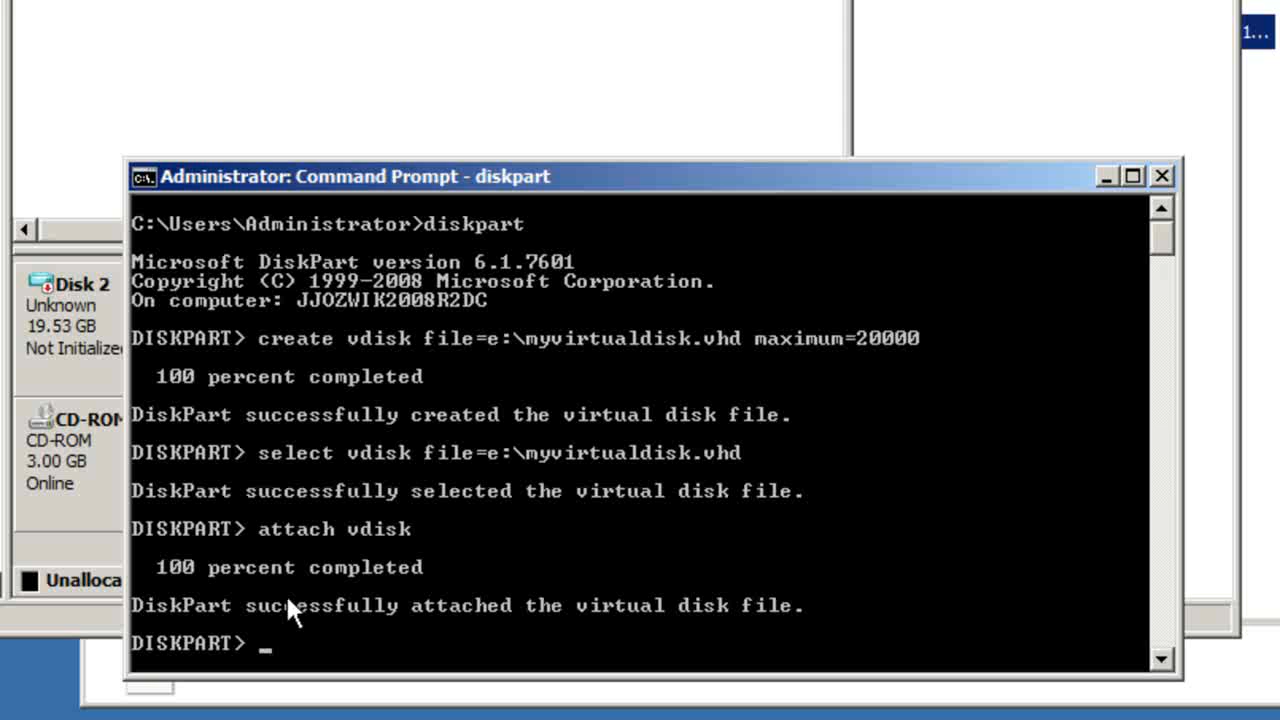 1...
Administrator: Command Prompt - diskpart
C:\Users\Administrator>diskpart
Microsoft DiskPart version 6.1.7601
Copyright (C) 1999-2008 Microsoft Corporation.
On computer: JJOZWIK2008R2DC
DISKPART> create vdisk file=e:\myvirtualdisk.vhd maximum=20000
100 percent completed
DiskPart successfully created the virtual disk file.
DISKPART> select vdisk file=e:\myvirtualdisk.vhd
DiskPart successfully selected the virtual disk file.
DISKPART> attach vdisk
100 percent completed
DiskPart successfully attached the virtual disk file.
DISKPART> _
Disk 2
Unknown
19.53 GB
Not Initialize
CD-ROM
CD-ROM
3.00 GB
Online
Unalloca